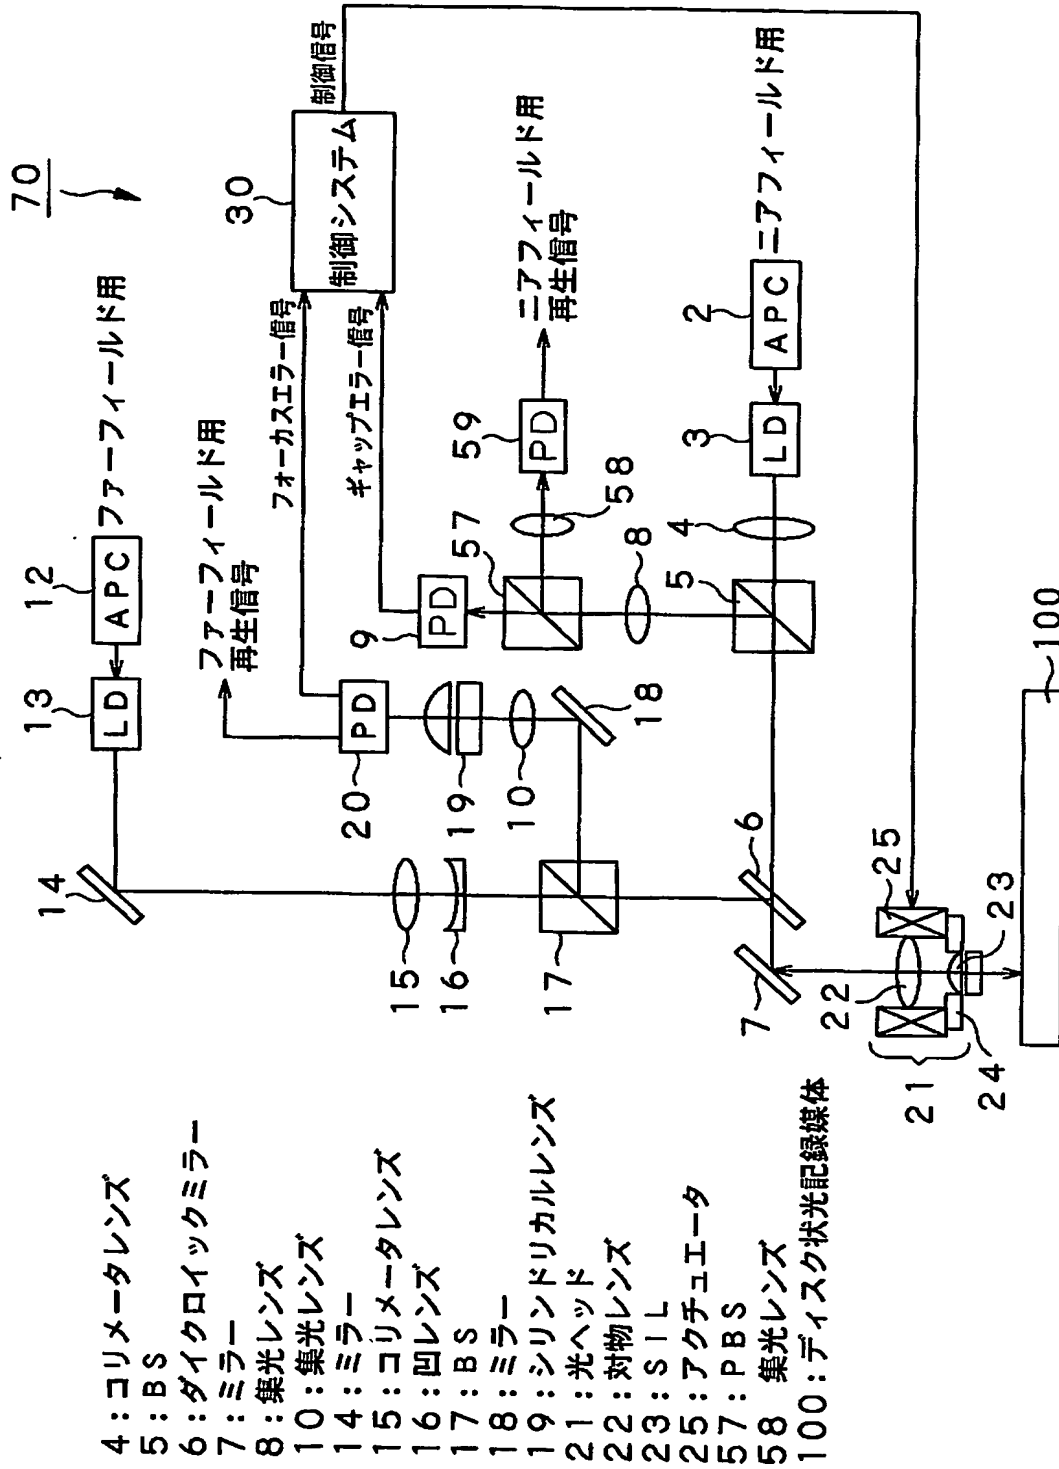 70
12
APC ファーフィールド用
13
LD
14
ファーフィールド用
再生信号
フォーカスエラー信号
ギャップエラー信号
30
制御システム
制御信号
20
PD
19
10
18
9
PD
57
58
59
PD
ニアフィールド用
再生信号
15
16
17
8
5
4
3
LD
2
APC
ニアフィールド用
6
7
22
25
23
21
24
100
4：コリメータレンズ
5：BS
6：ダイクロイックミラー
7：ミラー
8：集光レンズ
10：集光レンズ
14：ミラー
15：コリメータレンズ
16：凹レンズ
17：BS
18：ミラー
19：シリンドリカルレンズ
21：光ヘッド
22：対物レンズ
23：SIL
25：アクチュエータ
57：PBS
58 集光レンズ
100：ディスク状光記録媒体